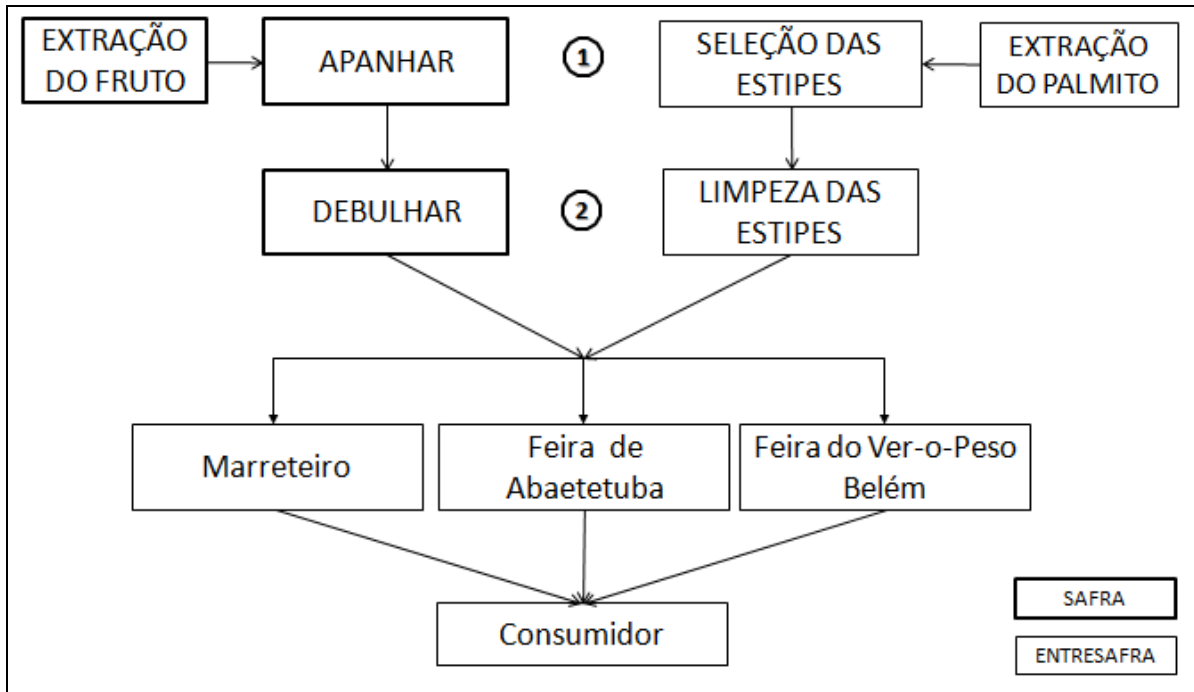 EXTRAÇÃO
DO FRUTO
APANHAR
1
SELEÇÃO DAS
ESTIPES
EXTRAÇÃO
DO PALMITO
DEBULHAR
2
LIMPEZA DAS
ESTIPES
Marreteiro
Feira de
Abaetetuba
Feira do Ver-o-Peso
Belém
Consumidor
SAFRA
ENTRESAFRA